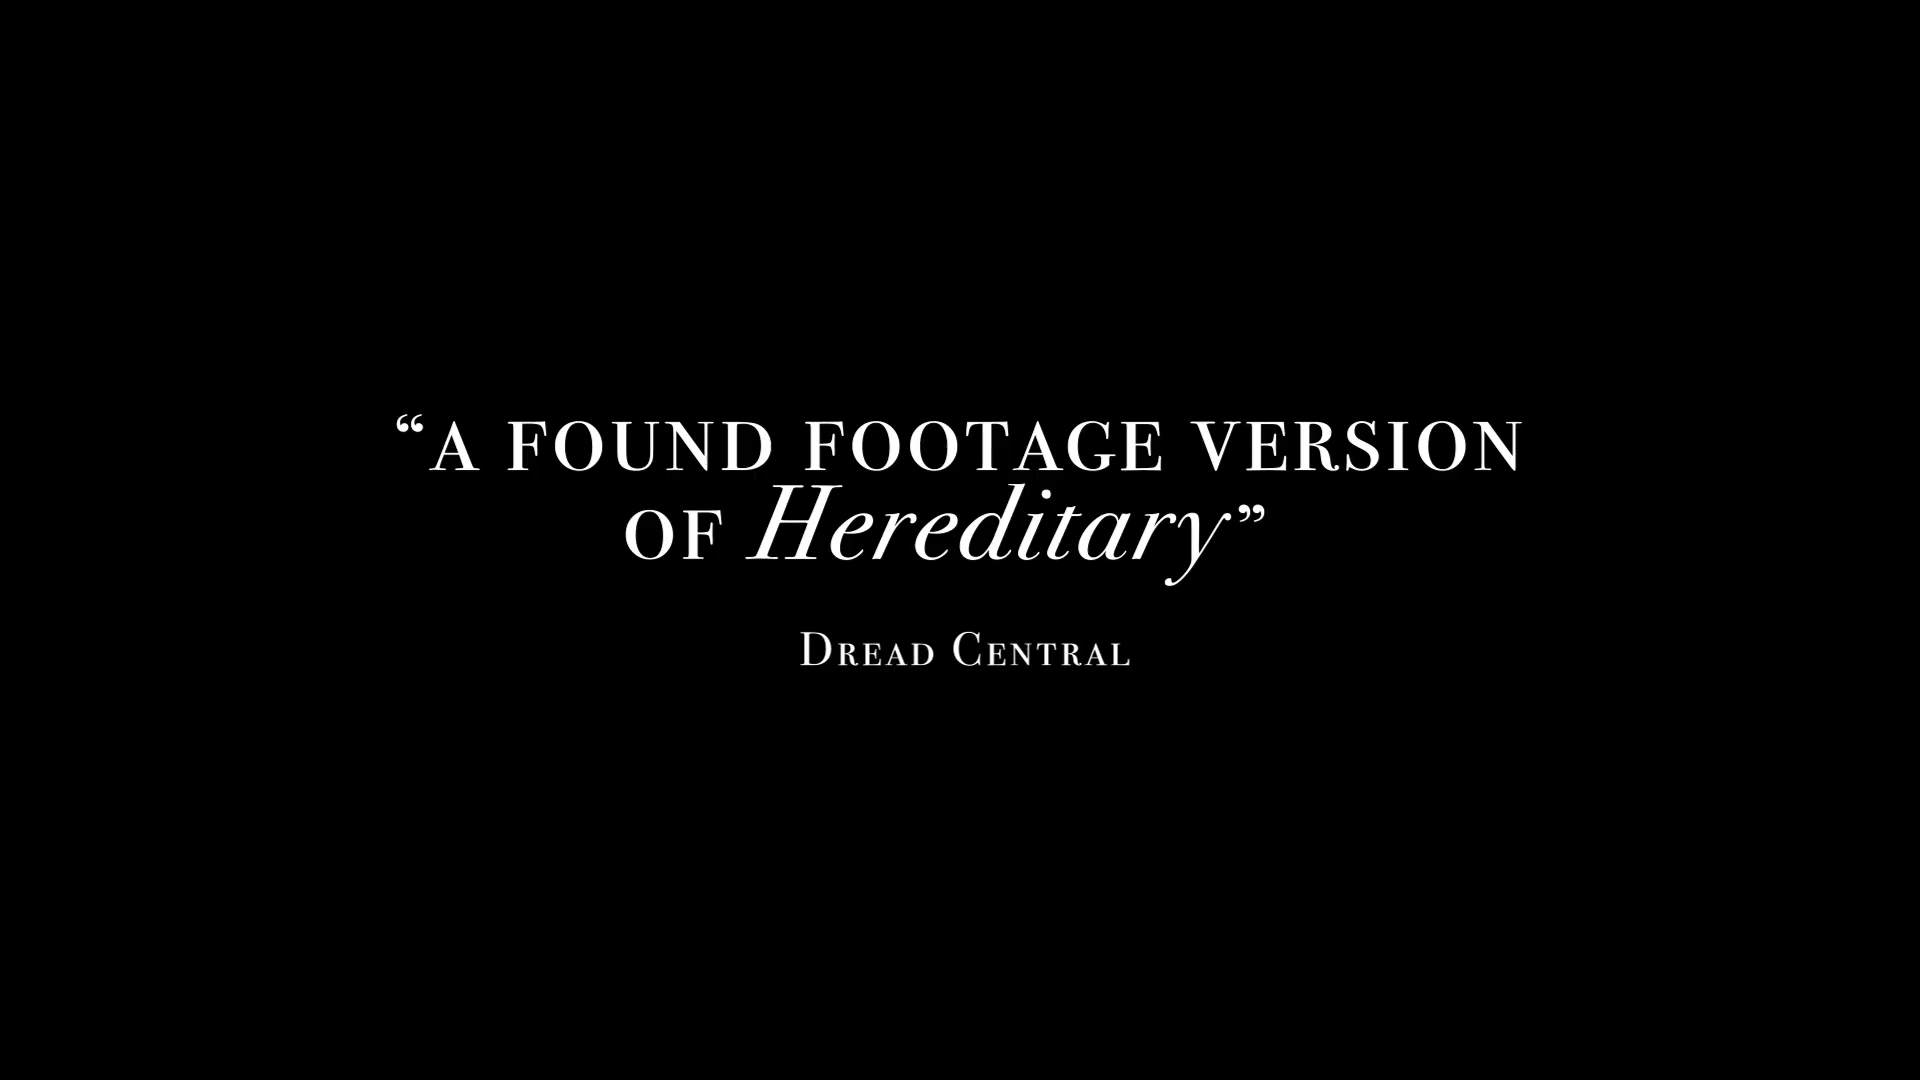 “A FOUND FOOTAGE VERSION
OF Hereditary”
DREAD CENTRAL